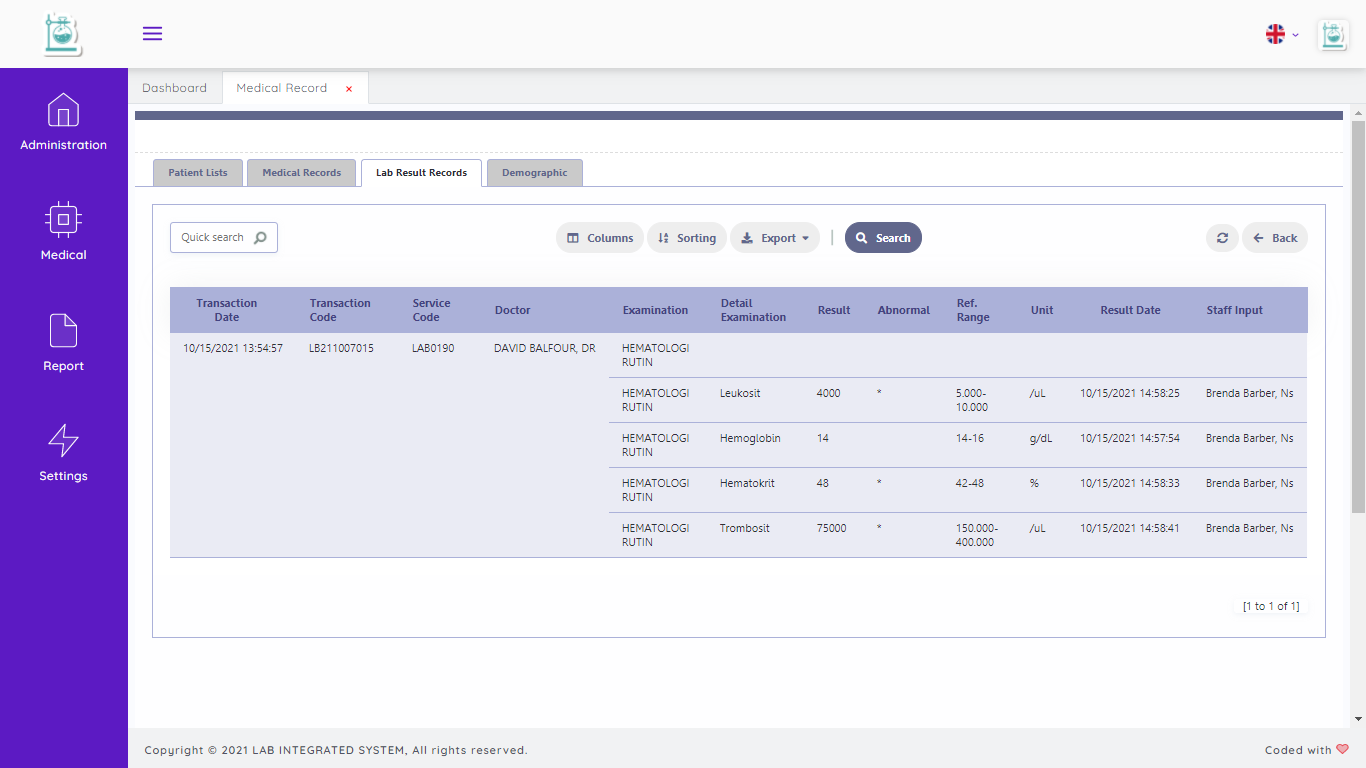 Administration
Medical
Report
Settings
Dashboard
Medical Record ×
Patient Lists
Medical Records
Lab Result Records
Demographic
Quick search
Columns
Sorting
Export
Search
Back
Transaction Date
Transaction Code
Service Code
Doctor
Examination
Detail Examination
Result
Abnormal
Ref. Range
Unit
Result Date
Staff Input
10/15/2021 13:54:57 LB211007015 LAB0190 DAVID BALFOUR, DR HEMATOLOGI
RUTIN
HEMATOLOGI Leukosit 4000 * 5.000- /uL 10/15/2021 14:58:25 Brenda Barber, Ns
RUTIN 10.000
HEMATOLOGI Hemoglobin 14 14-16 g/dL 10/15/2021 14:57:54 Brenda Barber, Ns
RUTIN
HEMATOLOGI Hematokrit 48 * 42-48 % 10/15/2021 14:58:33 Brenda Barber, Ns
RUTIN
HEMATOLOGI Trombosit 75000 * 150.000- /uL 10/15/2021 14:58:41 Brenda Barber, Ns
RUTIN 400.000
[1 to 1 of 1]
Copyright © 2021 LAB INTEGRATED SYSTEM, All rights reserved.
Coded with